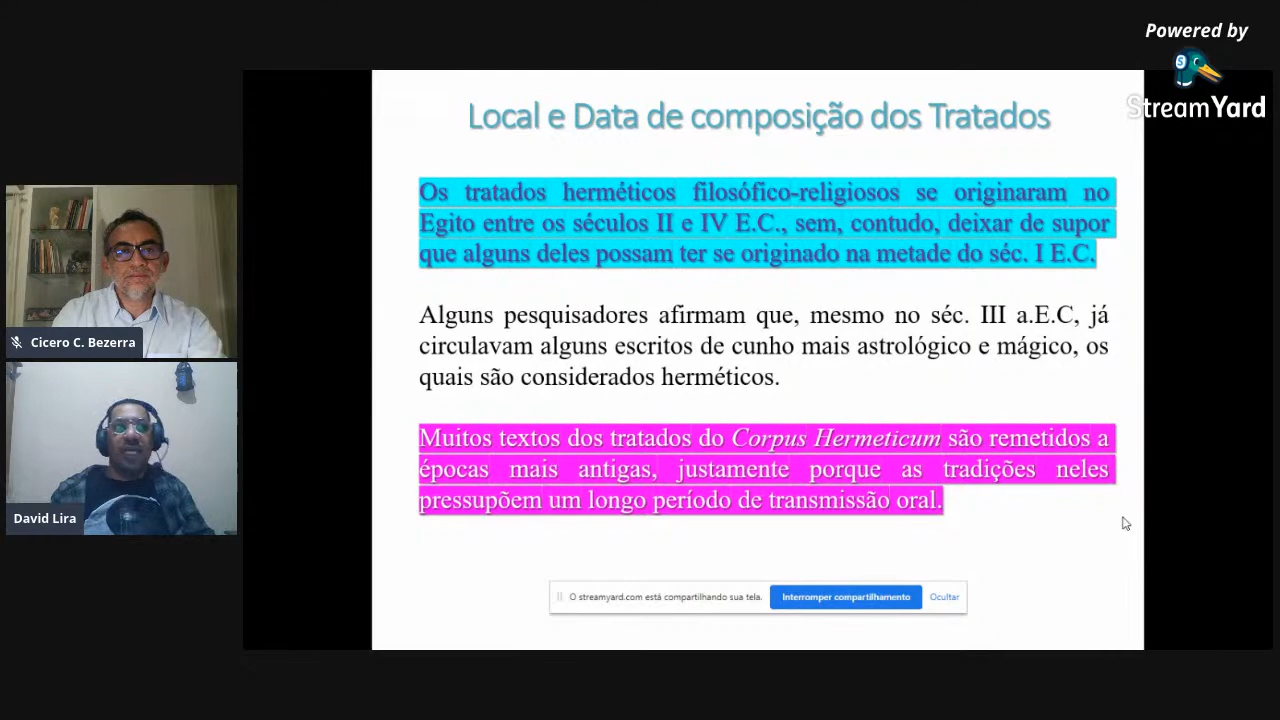 Powered by
StreamYard
Local e Data de composição dos Tratados
Os tratados herméticos filosófico-religiosos se originaram no
Egito entre os séculos II e IV E.C., sem, contudo, deixar de supor
que alguns deles possam ter se originado na metade do séc. I E.C.
Alguns pesquisadores afirmam que, mesmo no séc. III a.E.C, já
circulavam alguns escritos de cunho mais astrológico e mágico, os
quais são considerados herméticos.
Muitos textos dos tratados do Corpus Hermeticum são remetidos a
épocas mais antigas, justamente porque as tradições neles
pressupõem um longo período de transmissão oral.
O streamyard.com está compartilhando sua tela. Interromper compartilhamento Ocultar
Cicero C. Bezerra
David Lira